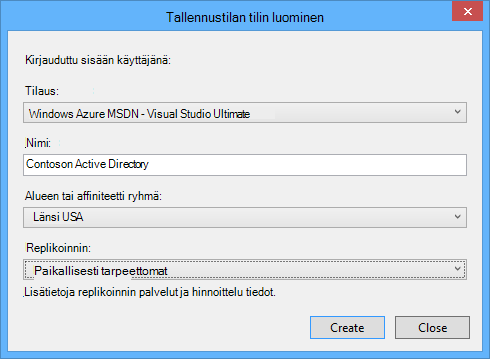 Tallennustilan tilin luominen
Kirjauduttu sisään käyttäjänä:
Tilaus:
Windows Azure MSDN - Visual Studio Ultimate
Nimi:
Contoson Active Directory
Alueen tai affiniteetti ryhmä:
Länsi USA
Replikoinnin:
Paikallisesti tarpeettomat
Lisätietoja replikoinnin palvelut ja hinnoittelu tiedot.
Create Close